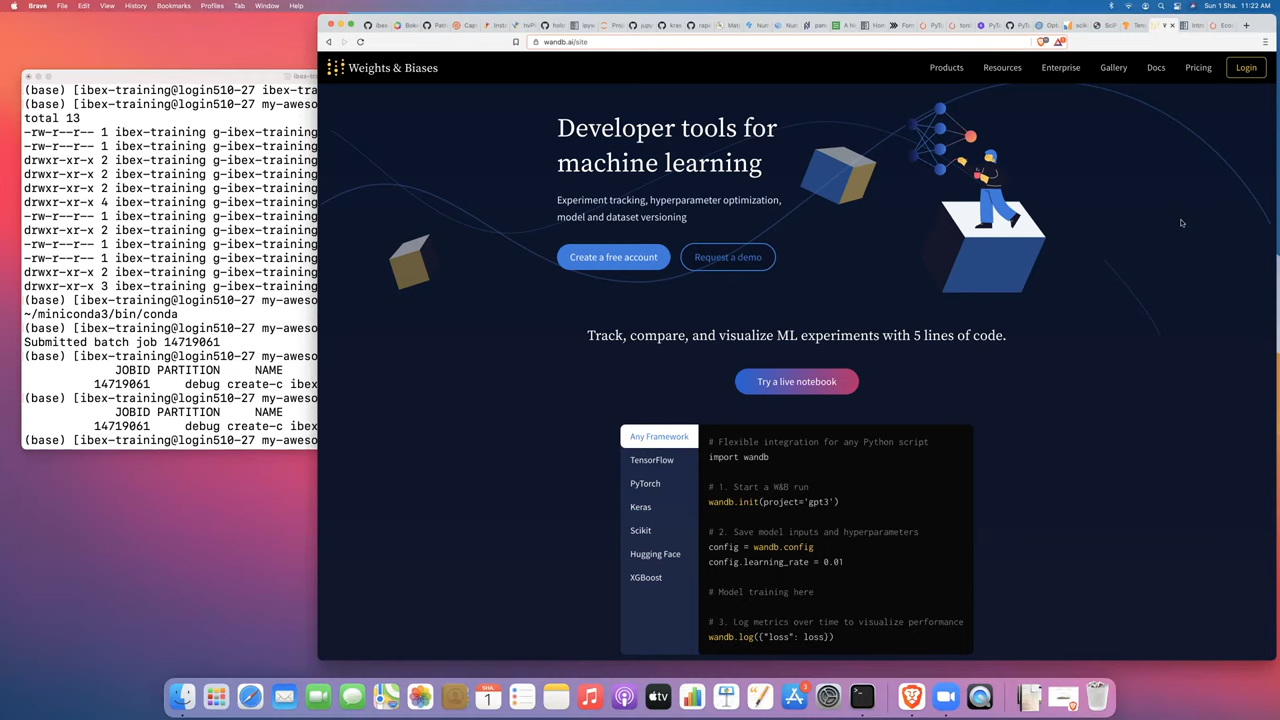 Brave File Edit View History Bookmarks Profiles Tab Window Help
Sun 1 Sha. 11:22 AM
wandb.ai/site
Weights & Biases
Products Resources Enterprise Gallery Docs Pricing Login
Developer tools for
machine learning
Experiment tracking, hyperparameter optimization,
model and dataset versioning
Create a free account Request a demo
Track, compare, and visualize ML experiments with 5 lines of code.
Try a live notebook
Any Framework
TensorFlow
PyTorch
Keras
Scikit
Hugging Face
XGBoost
# Flexible integration for any Python script
import wandb
# 1. Start a W&B run
wandb.init(project='gpt3')
# 2. Save model inputs and hyperparameters
config = wandb.config
config.learning_rate = 0.01
# Model training here
# 3. Log metrics over time to visualize performance
wandb.log({"loss": loss})
(base) [ibex-training@login510-27 ibex-tra
(base) [ibex-training@login510-27 my-aweso
total 13
-rw-r--r-- 1 ibex-training g-ibex-training
-rw-r--r-- 1 ibex-training g-ibex-training
drwxr-xr-x 2 ibex-training g-ibex-training
drwxr-xr-x 2 ibex-training g-ibex-training
drwxr-xr-x 2 ibex-training g-ibex-training
drwxr-xr-x 4 ibex-training g-ibex-training
-rw-r--r-- 1 ibex-training g-ibex-training
-rw-r--r-- 1 ibex-training g-ibex-training
-rw-r--r-- 1 ibex-training g-ibex-training
-rw-r--r-- 1 ibex-training g-ibex-training
drwxr-xr-x 2 ibex-training g-ibex-training
drwxr-xr-x 3 ibex-training g-ibex-training
(base) [ibex-training@login510-27 my-aweso
~/miniconda3/bin/conda
(base) [ibex-training@login510-27 my-aweso
Submitted batch job 14719061
(base) [ibex-training@login510-27 my-aweso
JOBID PARTITION NAME
14719061 debug create-c ibex
(base) [ibex-training@login510-27 my-aweso
JOBID PARTITION NAME
14719061 debug create-c ibex
(base) [ibex-training@login510-27 my-aweso
SHA.
1
tv
3